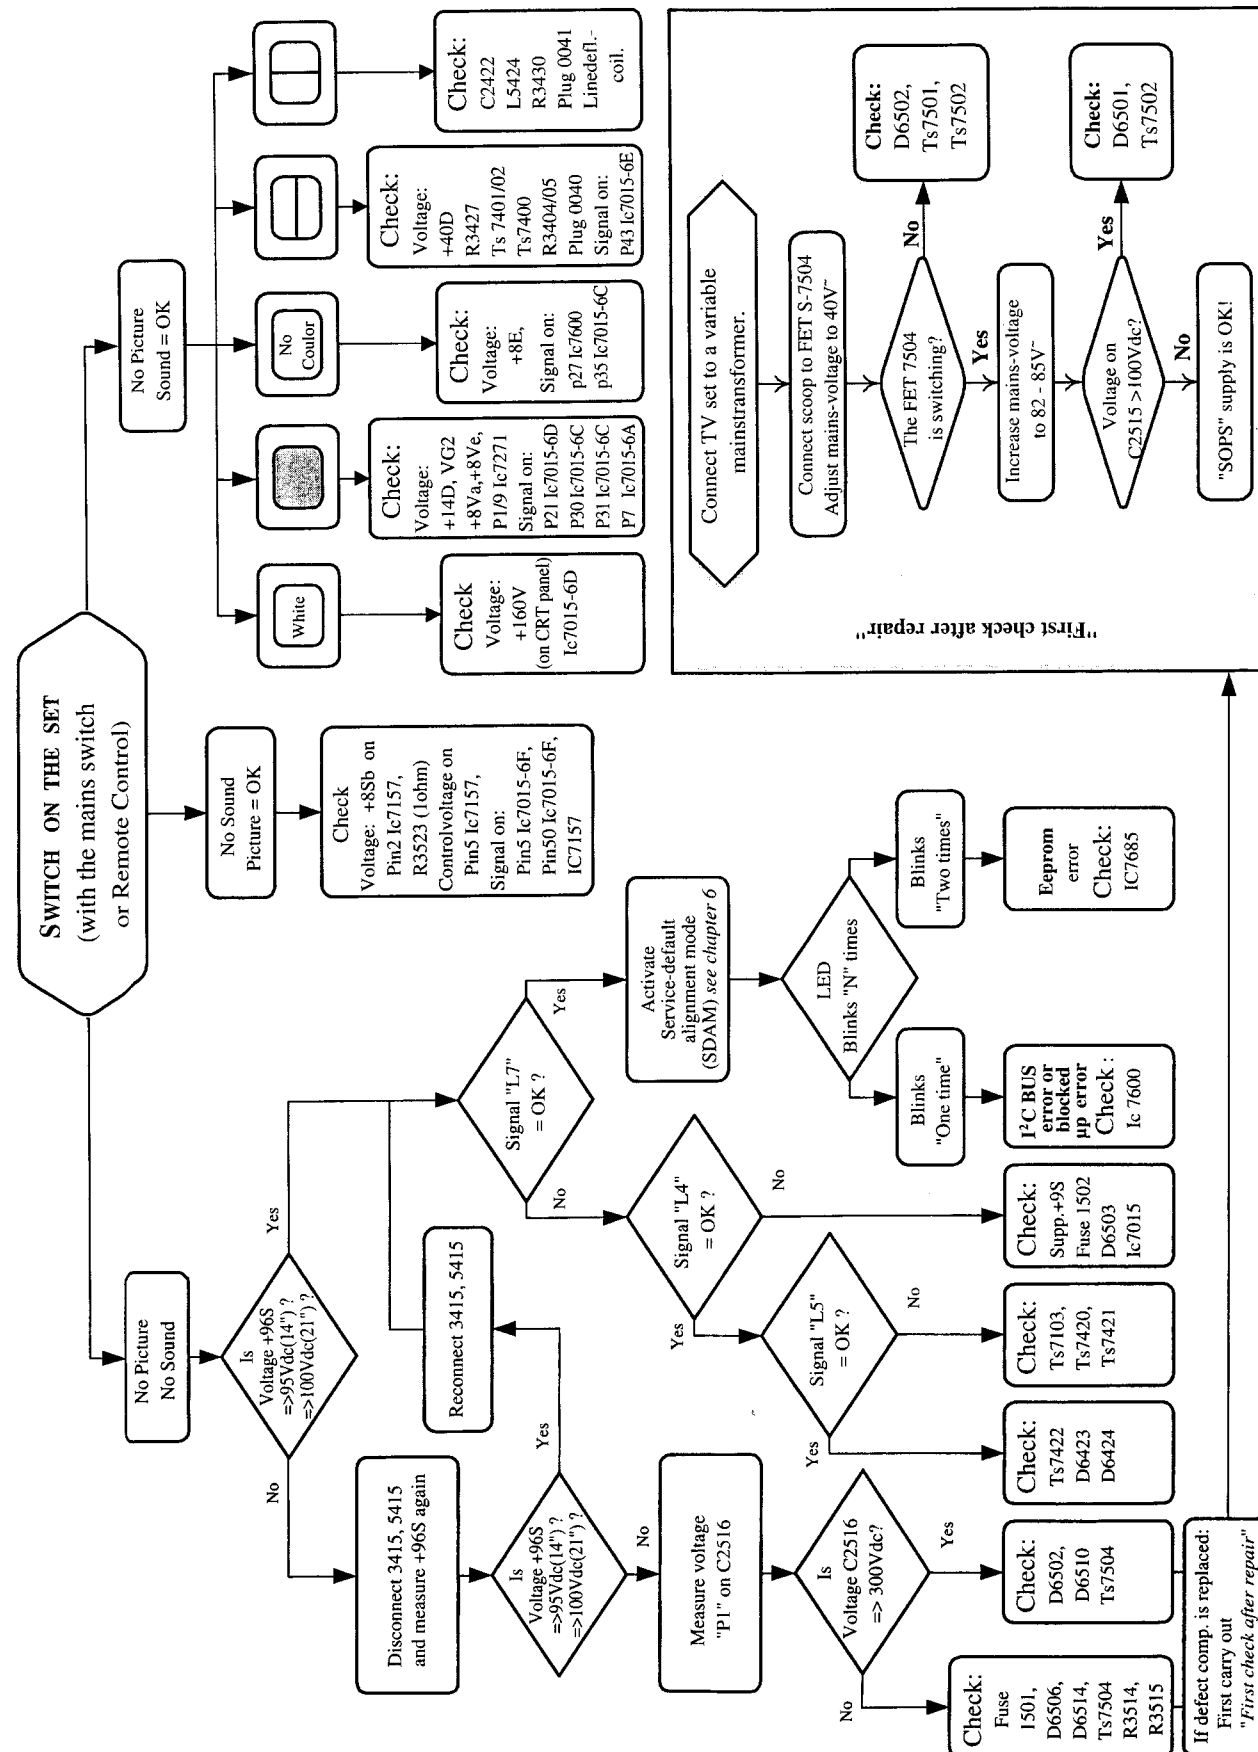 SWITCH ON THE SET
(with the mains switch
or Remote Control)
No Picture
No Sound
Is
Voltage +96S
=>95Vdc(14") ?
=>100Vdc(21") ?
No
Yes
Disconnect 3415, 5415
and measure +96S again
Is
Voltage +96S
=>95Vdc(14") ?
=>100Vdc(21") ?
Yes
No
Reconnect 3415, 5415
Measure voltage
"P1" on C2516
Is
Voltage C2516
=> 300Vdc?
No
Yes
Check:
Fuse
1501,
D6506,
D6514,
Ts7504
R3514,
R3515
Check:
D6502,
D6510
Ts7504
If defect comp. is replaced:
First carry out
"First check after repair"
Signal "L7"
= OK ?
No
Yes
Signal "L4"
= OK ?
Yes
No
Signal "L5"
= OK ?
Yes
No
Check:
Ts7422
D6423
D6424
Check:
Ts7103,
Ts7420,
Ts7421
Check:
Supp.+9S
Fuse 1502
D6503
Ic7015
Activate
Service-default
alignment mode
(SDAM) see chapter 6
LED
Blinks "N" times
Blinks
"One time"
Blinks
"Two times"
I²C BUS
error or
blocked
µp error
Check :
Ic 7600
Eeprom
error
Check:
IC7685
No Sound
Picture = OK
Check
Voltage: +8Sb on
Pin2 Ic7157,
R3523 (1ohm)
Controlvoltage on
Pin5 Ic7157,
Signal on:
Pin5 Ic7015-6F,
Pin50 Ic7015-6F,
IC7157
No Picture
Sound = OK
White
No
Coulor
Check
Voltage:
+160V
(on CRT panel)
Ic7015-6D
Check:
Voltage:
+14D, VG2
+8Va,+8Ve,
P1/9 Ic7271
Signal on:
P21 Ic7015-6D
P30 Ic7015-6C
P31 Ic7015-6C
P7 Ic7015-6A
Check:
Voltage:
+8E,
Signal on:
p27 Ic7600
p35 Ic7015-6C
Check:
Voltage:
+40D
R3427
Ts 7401/02
Ts7400
R3404/05
Plug 0040
Signal on:
P43 Ic7015-6E
Check:
C2422
L5424
R3430
Plug 0041
Linedefl.-
coil.
"First check after repair"
Connect TV set to a variable
mainstransformer.
Connect scoop to FET S-7504
Adjust mains-voltage to 40V~
The FET 7504
is switching?
No
Yes
Check:
D6502,
Ts7501,
Ts7502
Increase mains-voltage
to 82 - 85V~
Voltage on
C2515 >100Vdc?
Yes
No
Check:
D6501,
Ts7502
"SOPS" supply is OK!